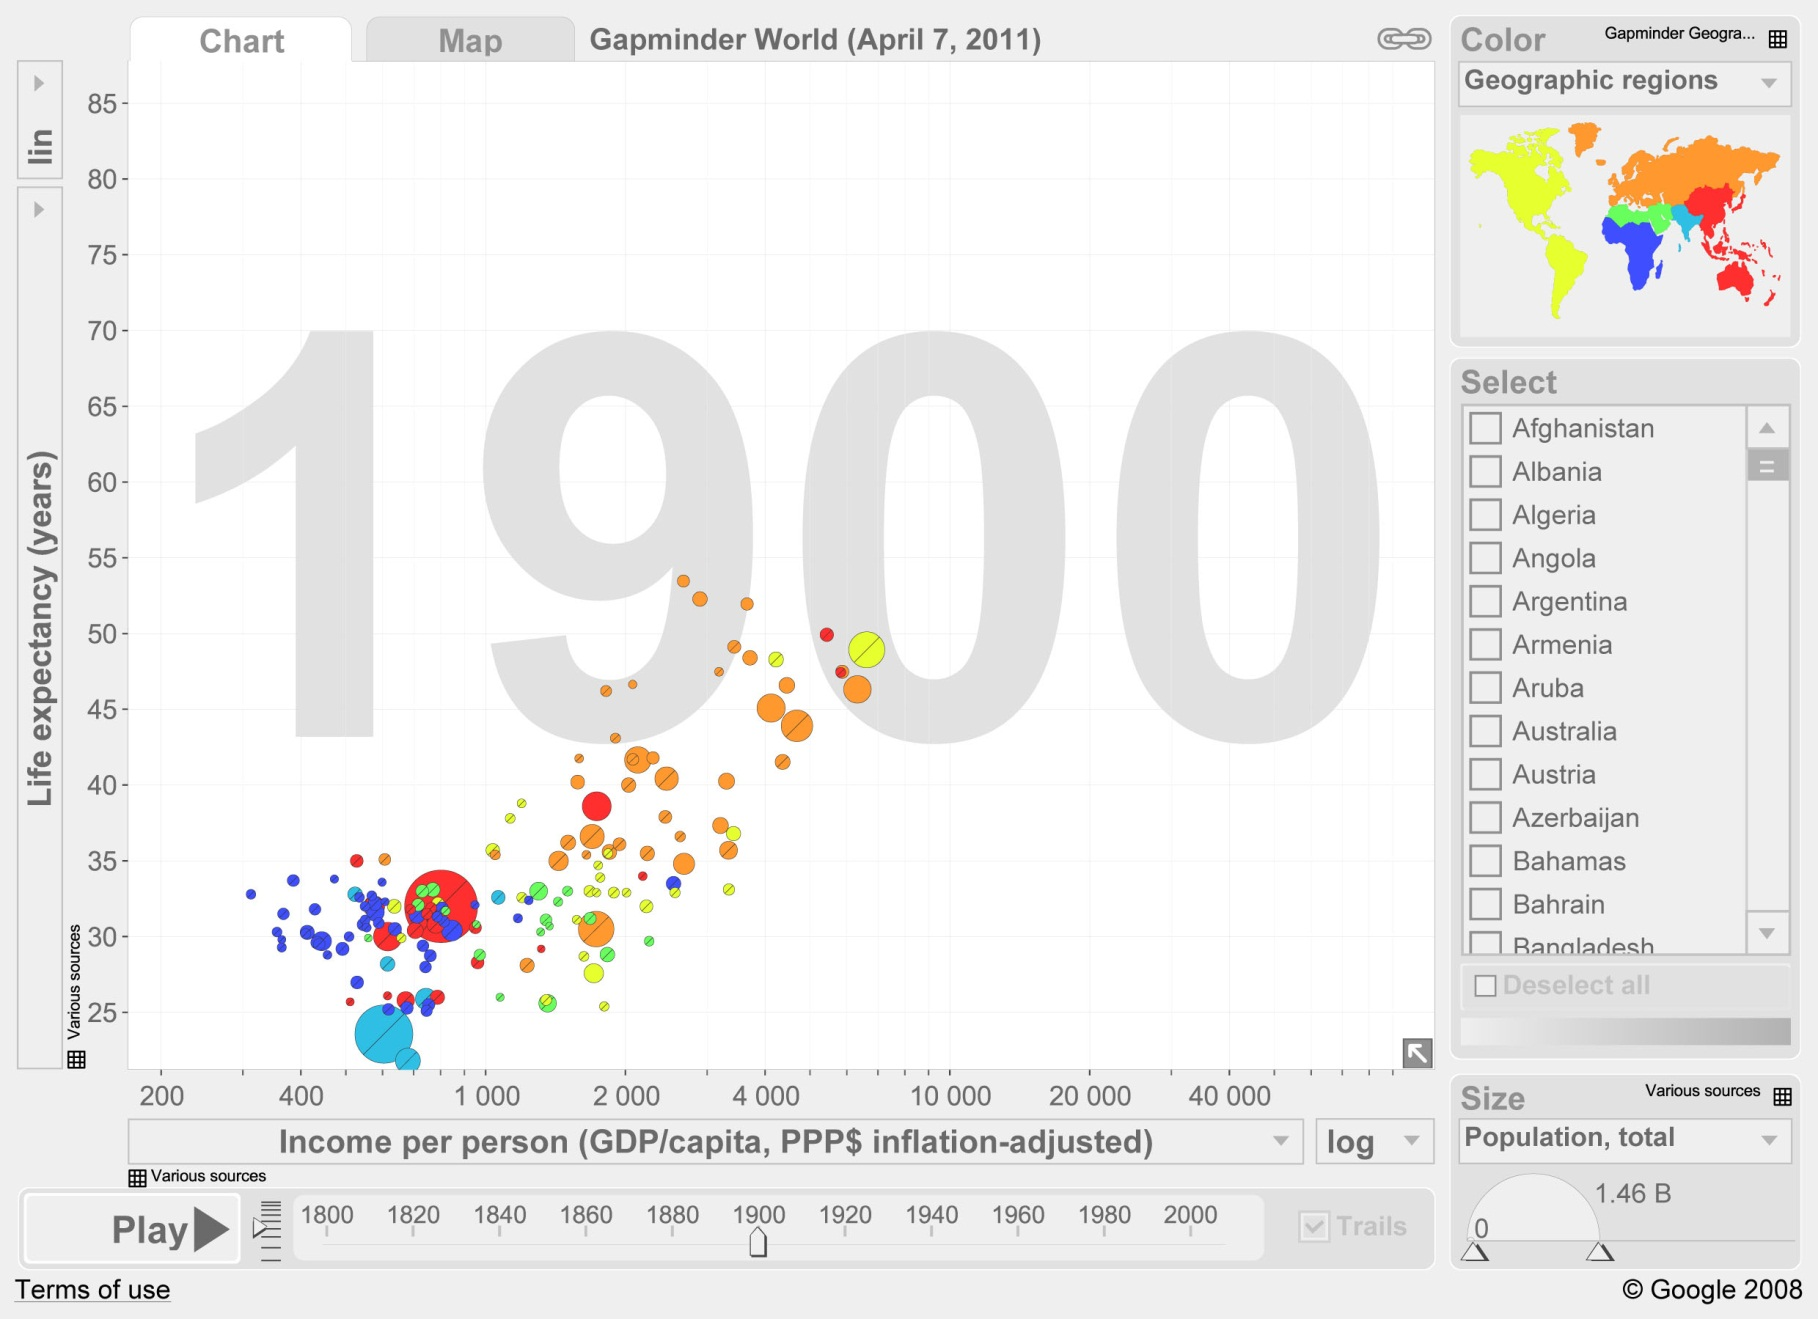 Chart
Map
Gapminder World (April 7, 2011)
lin
Life expectancy (years)
Various sources
85
80
75
70
65
60
55
50
45
40
35
30
25
1900
200
400
1 000
2 000
4 000
10 000
20 000
40 000
Income per person (GDP/capita, PPP$ inflation-adjusted)
log
Various sources
Play
1800
1820
1840
1860
1880
1900
1920
1940
1960
1980
2000
Trails
Color
Gapminder Geogra...
Geographic regions
Select
Afghanistan
Albania
Algeria
Angola
Argentina
Armenia
Aruba
Australia
Austria
Azerbaijan
Bahamas
Bahrain
Bangladesh
Deselect all
Size
Various sources
Population, total
1.46 B
0
Terms of use
© Google 2008